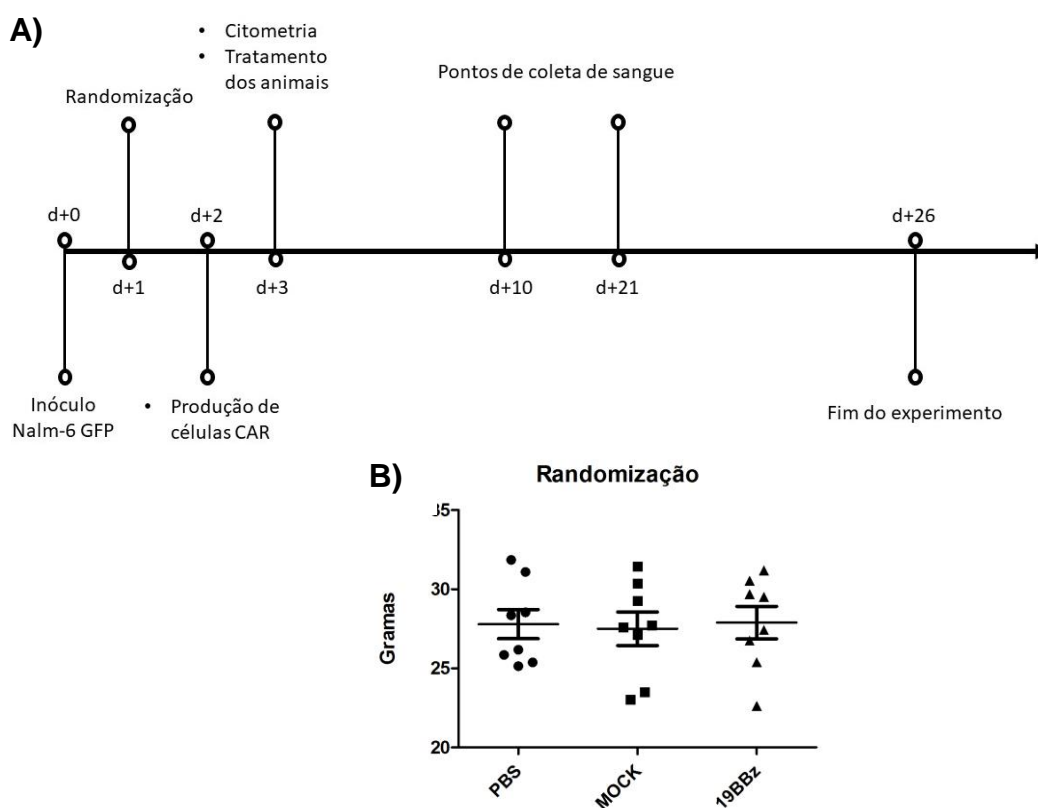 A)
• Citometria
• Tratamento
dos animais
Pontos de coleta de sangue
Randomização
d+0
d+2
d+26
d+1
d+3
d+10
d+21
Inóculo
Nalm-6 GFP
• Produção de
células CAR
Fim do experimento
B)
Randomização
Gramas
35
30
25
20
PBS
MOCK
19BBz